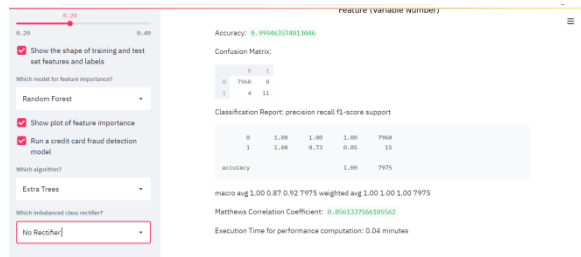 0.28
0.20 0.40
Show the shape of training and test
set features and labels
Which model for feature importance?
Random Forest
Show plot of feature importance
Run a credit card fraud detection
model
Which algorithm?
Extra Trees
Which imbalanced class rectifier?
No Rectifier
Feature (Variable Number)
Accuracy: 0.999463574813046
Confusion Matrix:
0 1
0 7960 0
1 4 11
Classification Report: precision recall f1-score support
0 1.00 1.00 1.00 7960
1 1.00 0.73 0.85 15
accuracy 1.00 7975
macro avg 1.00 0.87 0.92 7975 weighted avg 1.00 1.00 1.00 7975
Matthews Correlation Coefficient: 0.8561337566105562
Execution Time for performance computation: 0.04 minutes